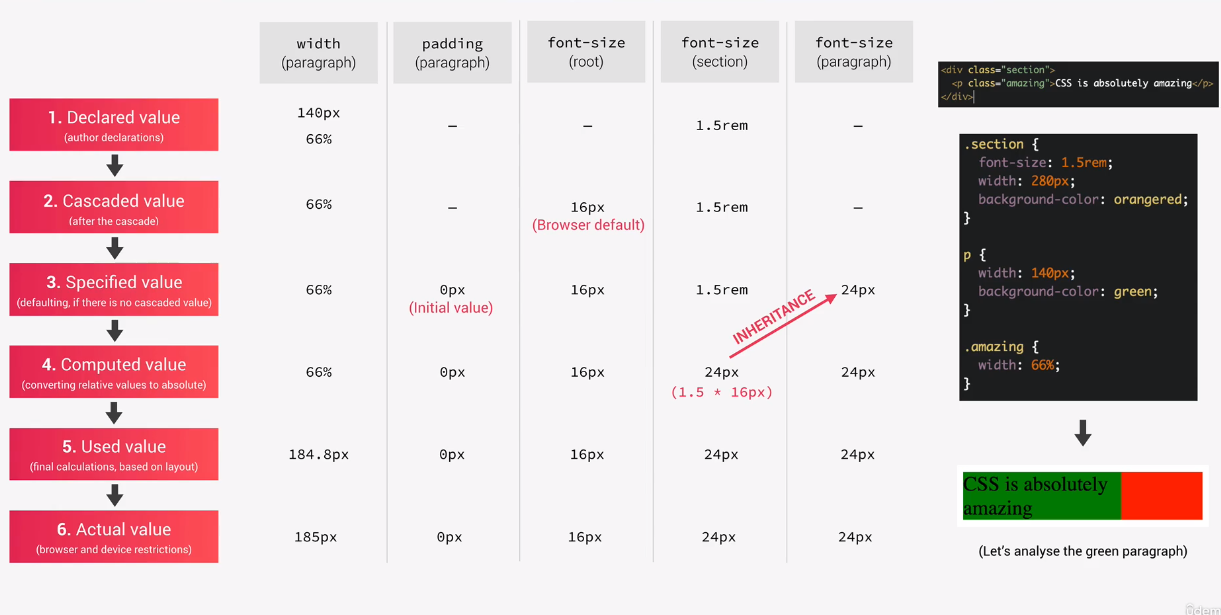 width
(paragraph)
padding
(paragraph)
font-size
(root)
font-size
(section)
font-size
(paragraph)
1. Declared value
(author declarations)
140px
66%
–
–
1.5rem
–
2. Cascaded value
(after the cascade)
66%
–
16px
(Browser default)
1.5rem
–
3. Specified value
(defaulting, if there is no cascaded value)
66%
0px
(Initial value)
16px
1.5rem
24px
INHERITANCE
4. Computed value
(converting relative values to absolute)
66%
0px
16px
24px
(1.5 * 16px)
24px
5. Used value
(final calculations, based on layout)
184.8px
0px
16px
24px
24px
6. Actual value
(browser and device restrictions)
185px
0px
16px
24px
24px
<div class="section">
<p class="amazing">CSS is absolutely amazing</p>
</div>
.section {
font-size: 1.5rem;
width: 280px;
background-color: orangered;
}
p {
width: 140px;
background-color: green;
}
.amazing {
width: 66%;
}
CSS is absolutely
amazing
(Let's analyse the green paragraph)